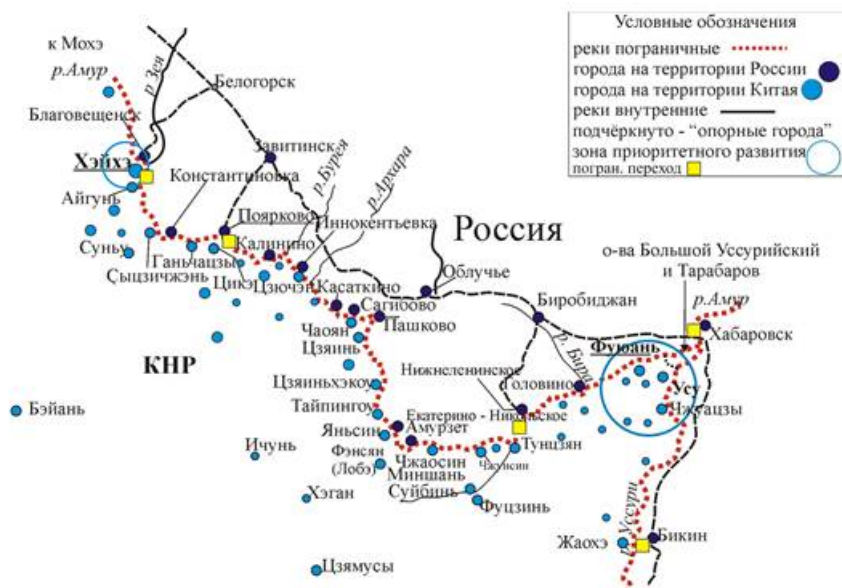 Условные обозначения
реки пограничные
города на территории России
города на территории Китая
реки внутренние
подчёркнуто - “опорные города”
зона приоритетного развития
погран. переход
к Мохэ
р.Амур
р.Зея
Белогорск
Благовещенск
Завитинск
Хэйхэ
Константиновка
р.Бурея
р.Архара
Айгунь
Поярково
Иннокентьевка
Россия
о-ва Большой Уссурийский
и Тарабаров
Суньу
Калинино
Сыцзичжэнь
Ганьчацзы
Цикэ
Цзючэн
Касаткино
Облучье
Биробиджан
р.Амур
Сагибово
Хабаровск
Чаоян
Пашково
Цзяинь
р. Бира
Фуюань
КНР
Нижнеленинское
Головино
Усу
Цзяиньхэкоу
Чжуацзы
Бэйань
Тайпингоу
Екатерино - Никольское
Амурзет
Яньсин
Тунцзян
Ичунь
Фэнсян
(Лобэ)
Чжаосин
Чжунсин
Миншань
Суйбинь
Хэган
Фуцзинь
р. Уссури
Жаохэ
Бикин
Цзямусы